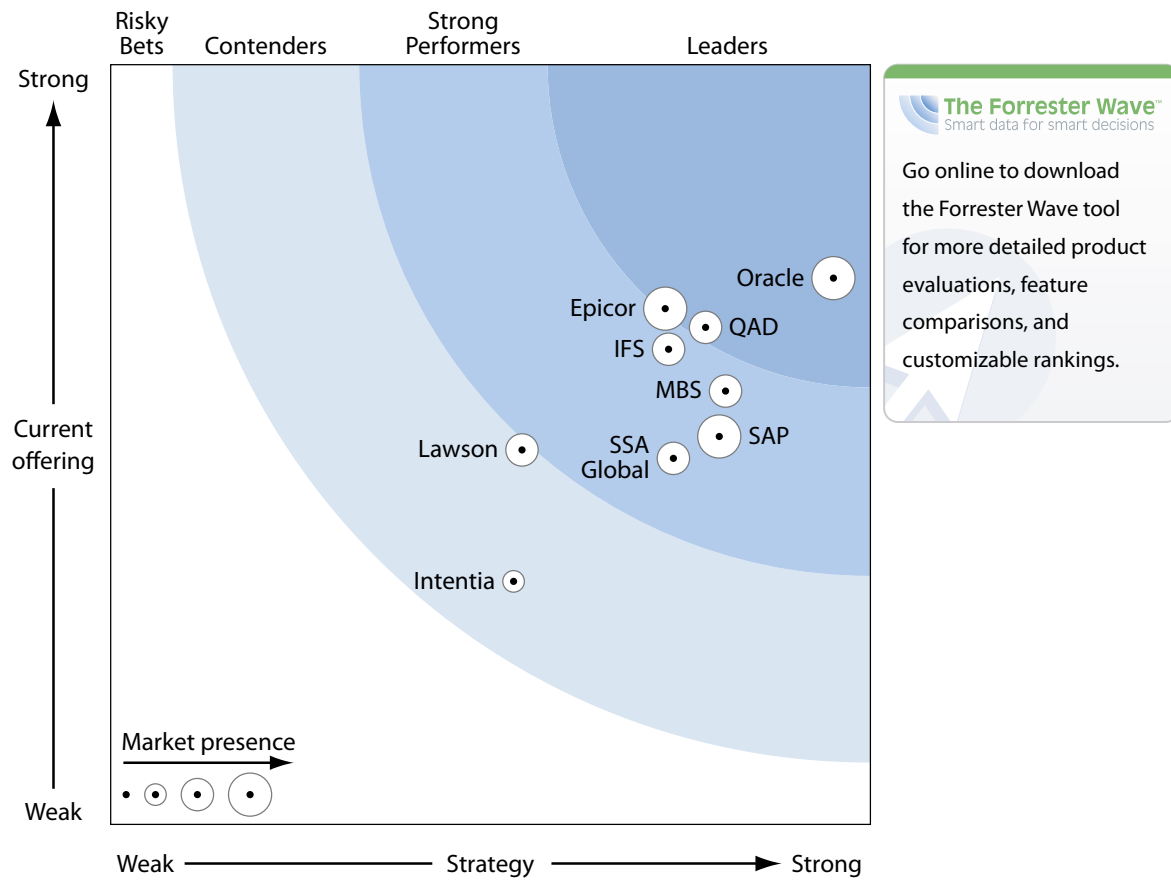 Risky
Bets
Contenders
Strong
Performers
Leaders
Strong
The Forrester Wave™
Smart data for smart decisions
Go online to download
the Forrester Wave tool
for more detailed product
evaluations, feature
comparisons, and
customizable rankings.
Oracle
Epicor
QAD
IFS
MBS
Current
offering
Lawson
SSA
Global
SAP
Intentia
Market presence
Weak
Weak
Strategy
Strong